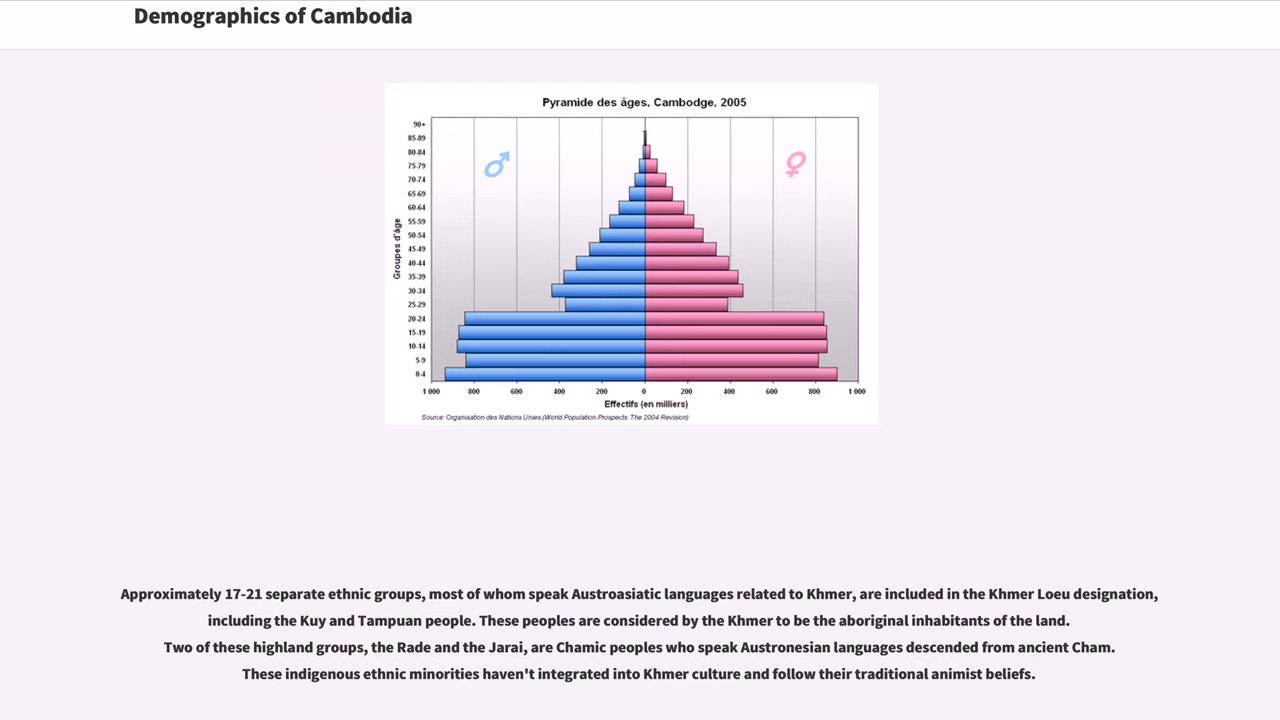 Demographics of Cambodia
Pyramide des âges, Cambodge, 2005
90+
85-89
80-84
75-79
70-74
65-69
60-64
55-59
50-54
45-49
40-44
35-39
30-34
25-29
20-24
15-19
10-14
5-9
0-4
Groupes d'âge
1 000 800 600 400 200 0 200 400 600 800 1 000
Effectifs (en milliers)
Source: Organisation des Nations Unies (World Population Prospects: The 2004 Revision)
Approximately 17-21 separate ethnic groups, most of whom speak Austroasiatic languages related to Khmer, are included in the Khmer Loeu designation,
including the Kuy and Tampuan people. These peoples are considered by the Khmer to be the aboriginal inhabitants of the land.
Two of these highland groups, the Rade and the Jarai, are Chamic peoples who speak Austronesian languages descended from ancient Cham.
These indigenous ethnic minorities haven't integrated into Khmer culture and follow their traditional animist beliefs.